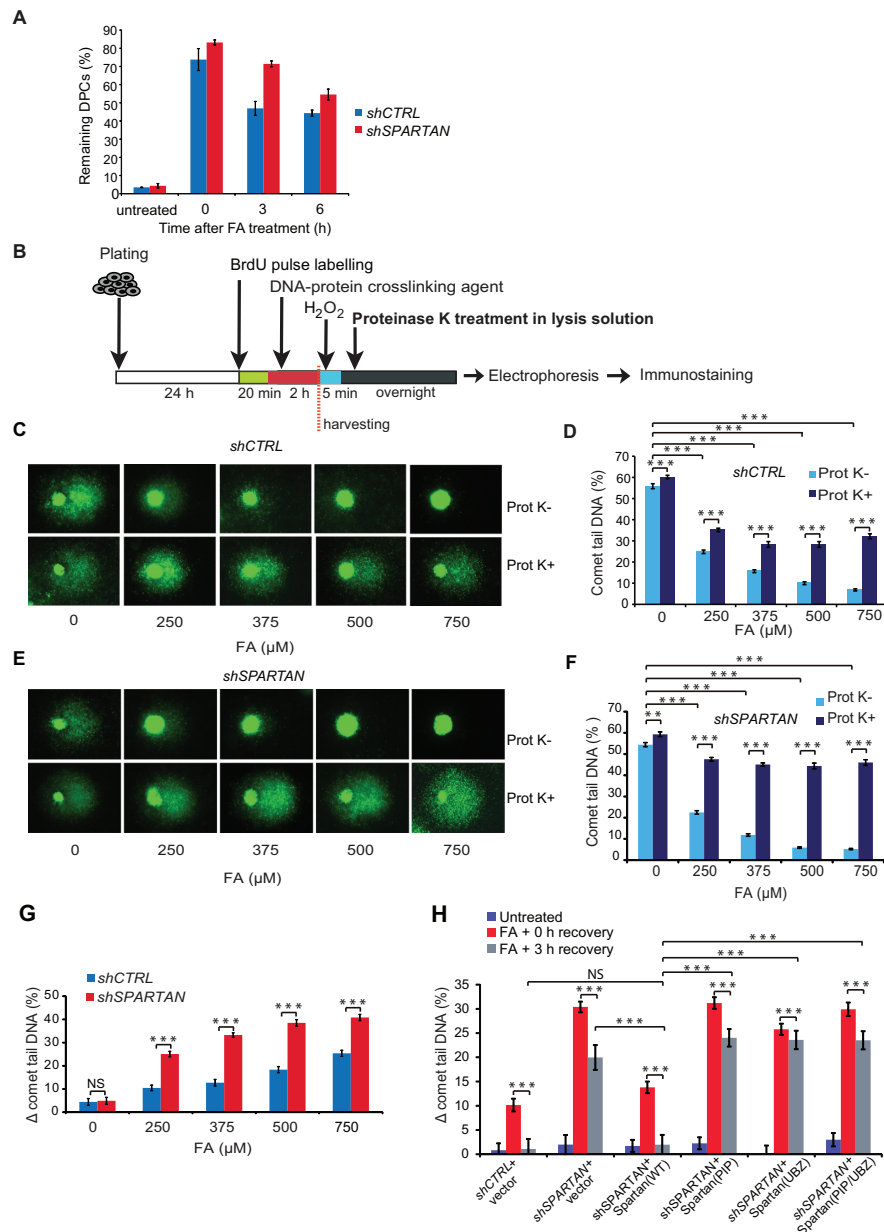 A
Remaining DPCs (%)
90
80
70
60
50
40
30
20
10
0
untreated
0
3
6
Time after FA treatment (h)
shCTRL
shSPARTAN
B
Plating
BrdU pulse labelling
DNA-protein crosslinking agent
H2O2
Proteinase K treatment in lysis solution
24 h
20 min
2 h
5 min
overnight
Electrophoresis
Immunostaining
harvesting
C
shCTRL
Prot K-
Prot K+
0
250
375
500
750
FA (µM)
D
shCTRL
Prot K-
Prot K+
Comet tail DNA (%)
70
60
50
40
30
20
10
0
* * *
* * *
* * *
* * *
* * *
* * *
* * *
* * *
* * *
0
250
375
500
750
FA (µM)
E
shSPARTAN
Prot K-
Prot K+
0
250
375
500
750
FA (µM)
F
shSPARTAN
Prot K-
Prot K+
Comet tail DNA (% )
70
60
50
40
30
20
10
0
* * *
* * *
* * *
* * *
* *
* * *
* * *
* * *
* * *
0
250
375
500
750
FA (µM)
G
shCTRL
shSPARTAN
Δ comet tail DNA (%)
50
40
30
20
10
0
NS
* * *
* * *
* * *
* * *
0
250
375
500
750
FA (µM)
H
Untreated
FA + 0 h recovery
FA + 3 h recovery
Δ comet tail DNA (%)
35
30
25
20
15
10
5
0
* * *
* * *
* * *
NS
* * *
* * *
* * *
* * *
* * *
* * *
* * *
shCTRL+
vector
shSPARTAN+
vector
shSPARTAN+
Spartan(WT)
shSPARTAN+
Spartan(PIP)
shSPARTAN+
Spartan(UBZ)
shSPARTAN+
Spartan(PIP/UBZ)